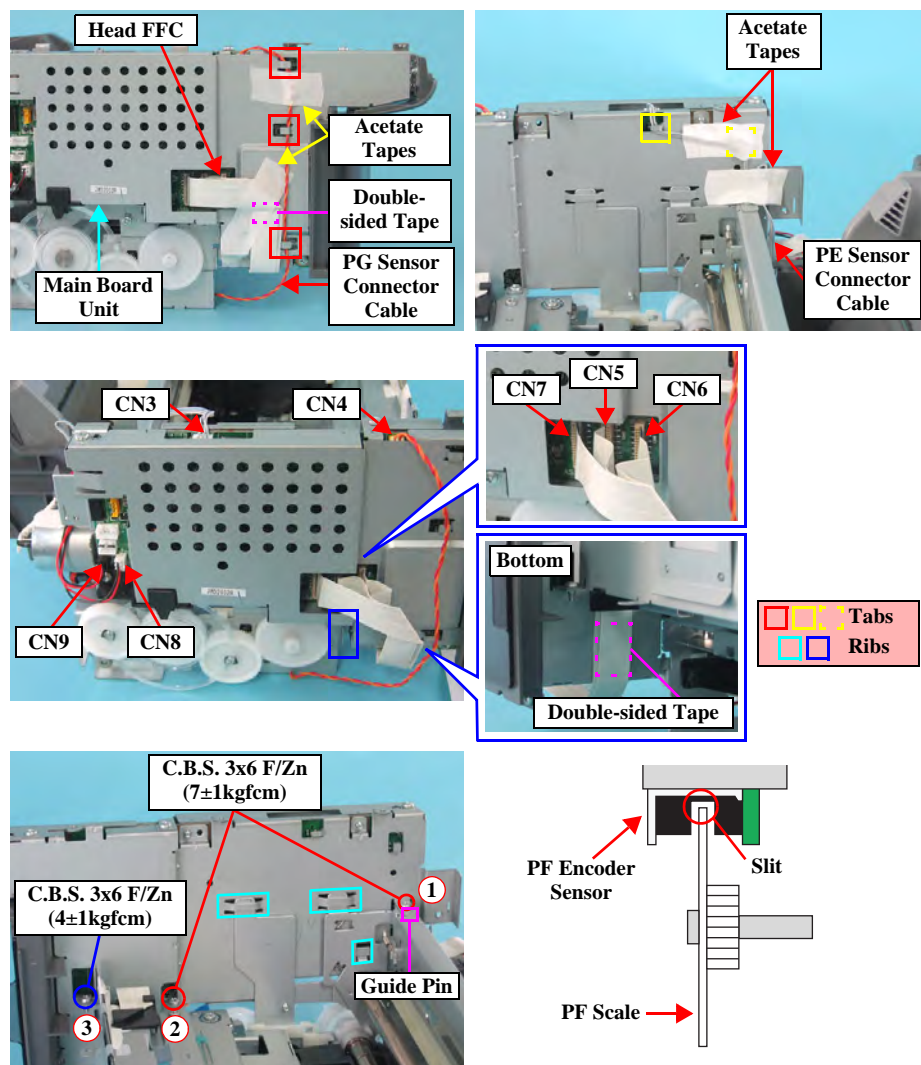 Head FFC
Acetate
Tapes
Double-
sided Tape
Main Board
Unit
PG Sensor
Connector
Cable
Acetate
Tapes
PE Sensor
Connector
Cable
CN3
CN4
CN9
CN8
CN7
CN5
CN6
Bottom
Double-sided Tape
Tabs
Ribs
C.B.S. 3x6 F/Zn
(7±1kgfcm)
C.B.S. 3x6 F/Zn
(4±1kgfcm)
1
Guide Pin
3
2
PF Encoder
Sensor
Slit
PF Scale